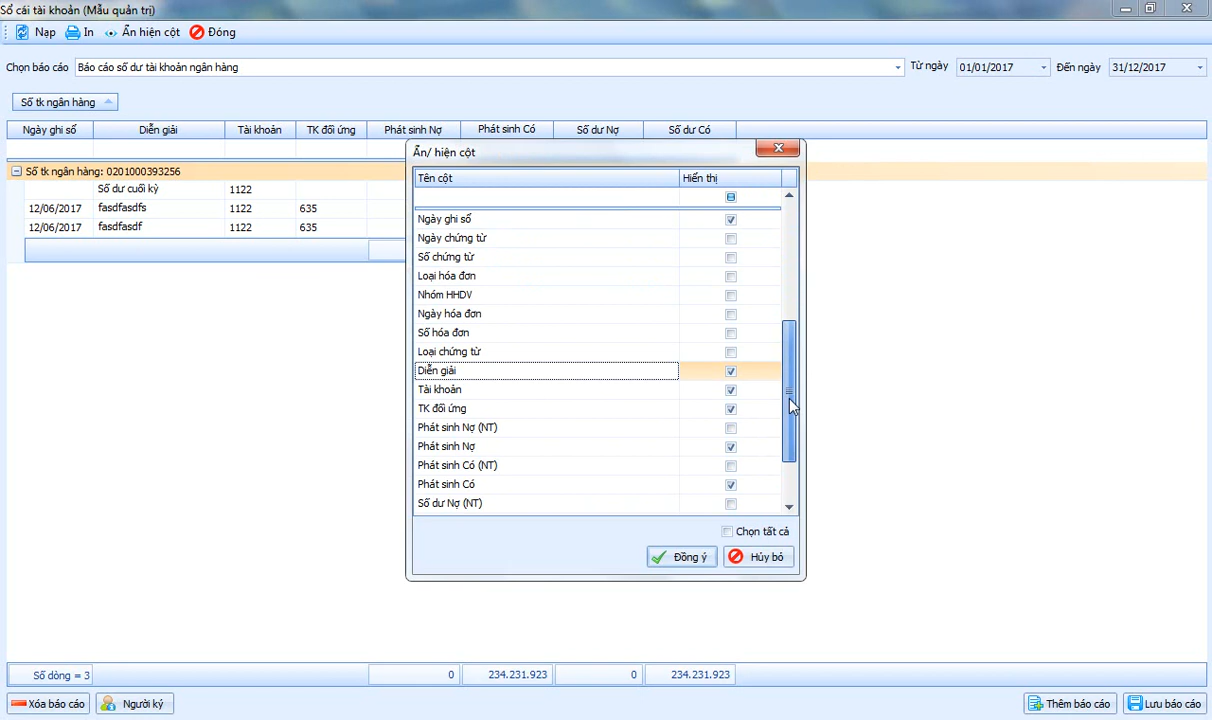 Sổ cái tài khoản (Mẫu quản trị)
Nạp In Ẩn hiện cột Đóng
Chọn báo cáo Báo cáo số dư tài khoản ngân hàng Từ ngày 01/01/2017 Đến ngày 31/12/2017
Số tk ngân hàng
Ngày ghi sổ Diễn giải Tài khoản TK đối ứng Phát sinh Nợ Phát sinh Có Số dư Nợ Số dư Có
Số tk ngân hàng: 0201000393256
Số dư cuối kỳ 1122
12/06/2017 fasdfasdfs 1122 635
12/06/2017 fasdfasdf 1122 635
Ẩn/ hiện cột
Tên cột Hiển thị
Ngày ghi sổ
Ngày chứng từ
Số chứng từ
Loại hóa đơn
Nhóm HHDV
Ngày hóa đơn
Số hóa đơn
Loại chứng từ
Diễn giải
Tài khoản
TK đối ứng
Phát sinh Nợ (NT)
Phát sinh Nợ
Phát sinh Có (NT)
Phát sinh Có
Số dư Nợ (NT)
Chọn tất cả
Đồng ý Hủy bỏ
Số dòng = 3 0 234.231.923 0 234.231.923
Xóa báo cáo Người ký Thêm báo cáo Lưu báo cáo